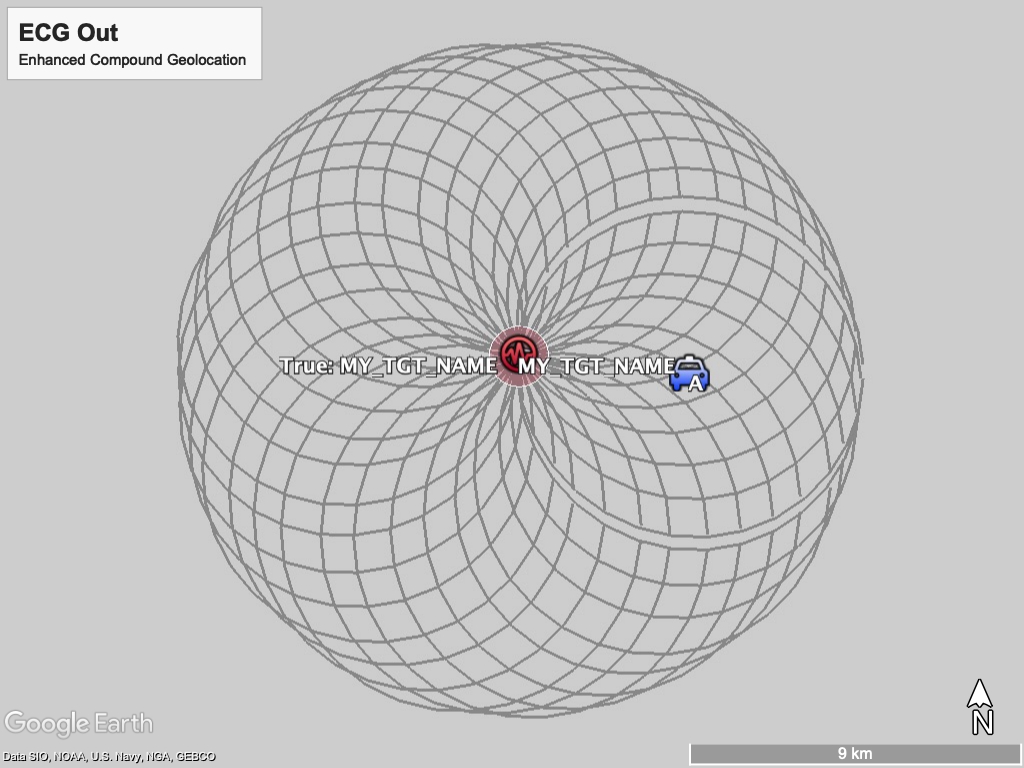 ECG Out
Enhanced Compound Geolocation
True: MY_TGT_NAME
MY_TGT_NAME
A
N
Google Earth
Data SIO, NOAA, U.S. Navy, NGA, GEBCO
9 km